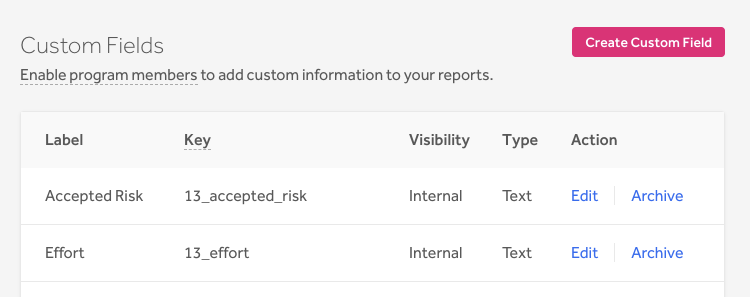 Custom Fields
Create Custom Field
Enable program members to add custom information to your reports.
Label Key Visibility Type Action
Accepted Risk 13_accepted_risk Internal Text Edit Archive
Effort 13_effort Internal Text Edit Archive